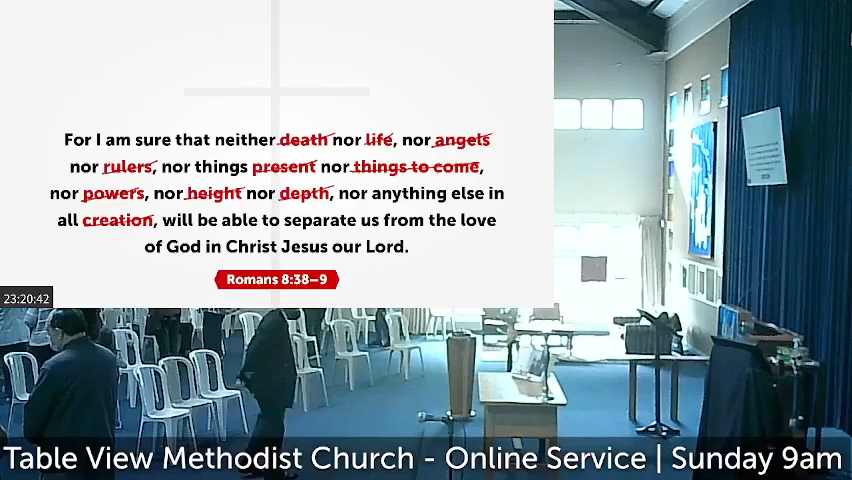 For I am sure that neither death nor life, nor angels
nor rulers, nor things present nor things to come,
nor powers, nor height nor depth, nor anything else in
all creation, will be able to separate us from the love
of God in Christ Jesus our Lord.
Romans 8:38–9
23:20:42
Table View Methodist Church - Online Service | Sunday 9am